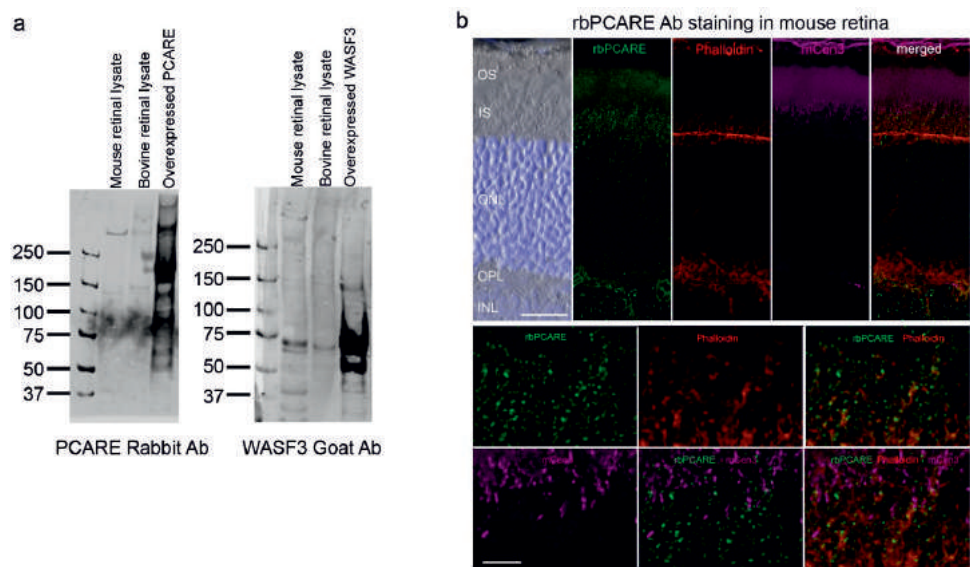 a
Mouse retinal lysate
Bovine retinal lysate
Overexpressed PCARE
250
150
100
75
50
37
PCARE Rabbit Ab
Mouse retinal lysate
Bovine retinal lysate
Overexpressed WASF3
250
150
100
75
50
37
WASF3 Goat Ab
b
rbPCARE Ab staining in mouse retina
rbPCARE
Phalloidin
mCen3
merged
OS
IS
ONL
OPL
INL
rbPCARE
Phalloidin
rbPCARE Phalloidin
mCen3
rbPCARE mCen3
rbPCARE Phalloidin mCen3